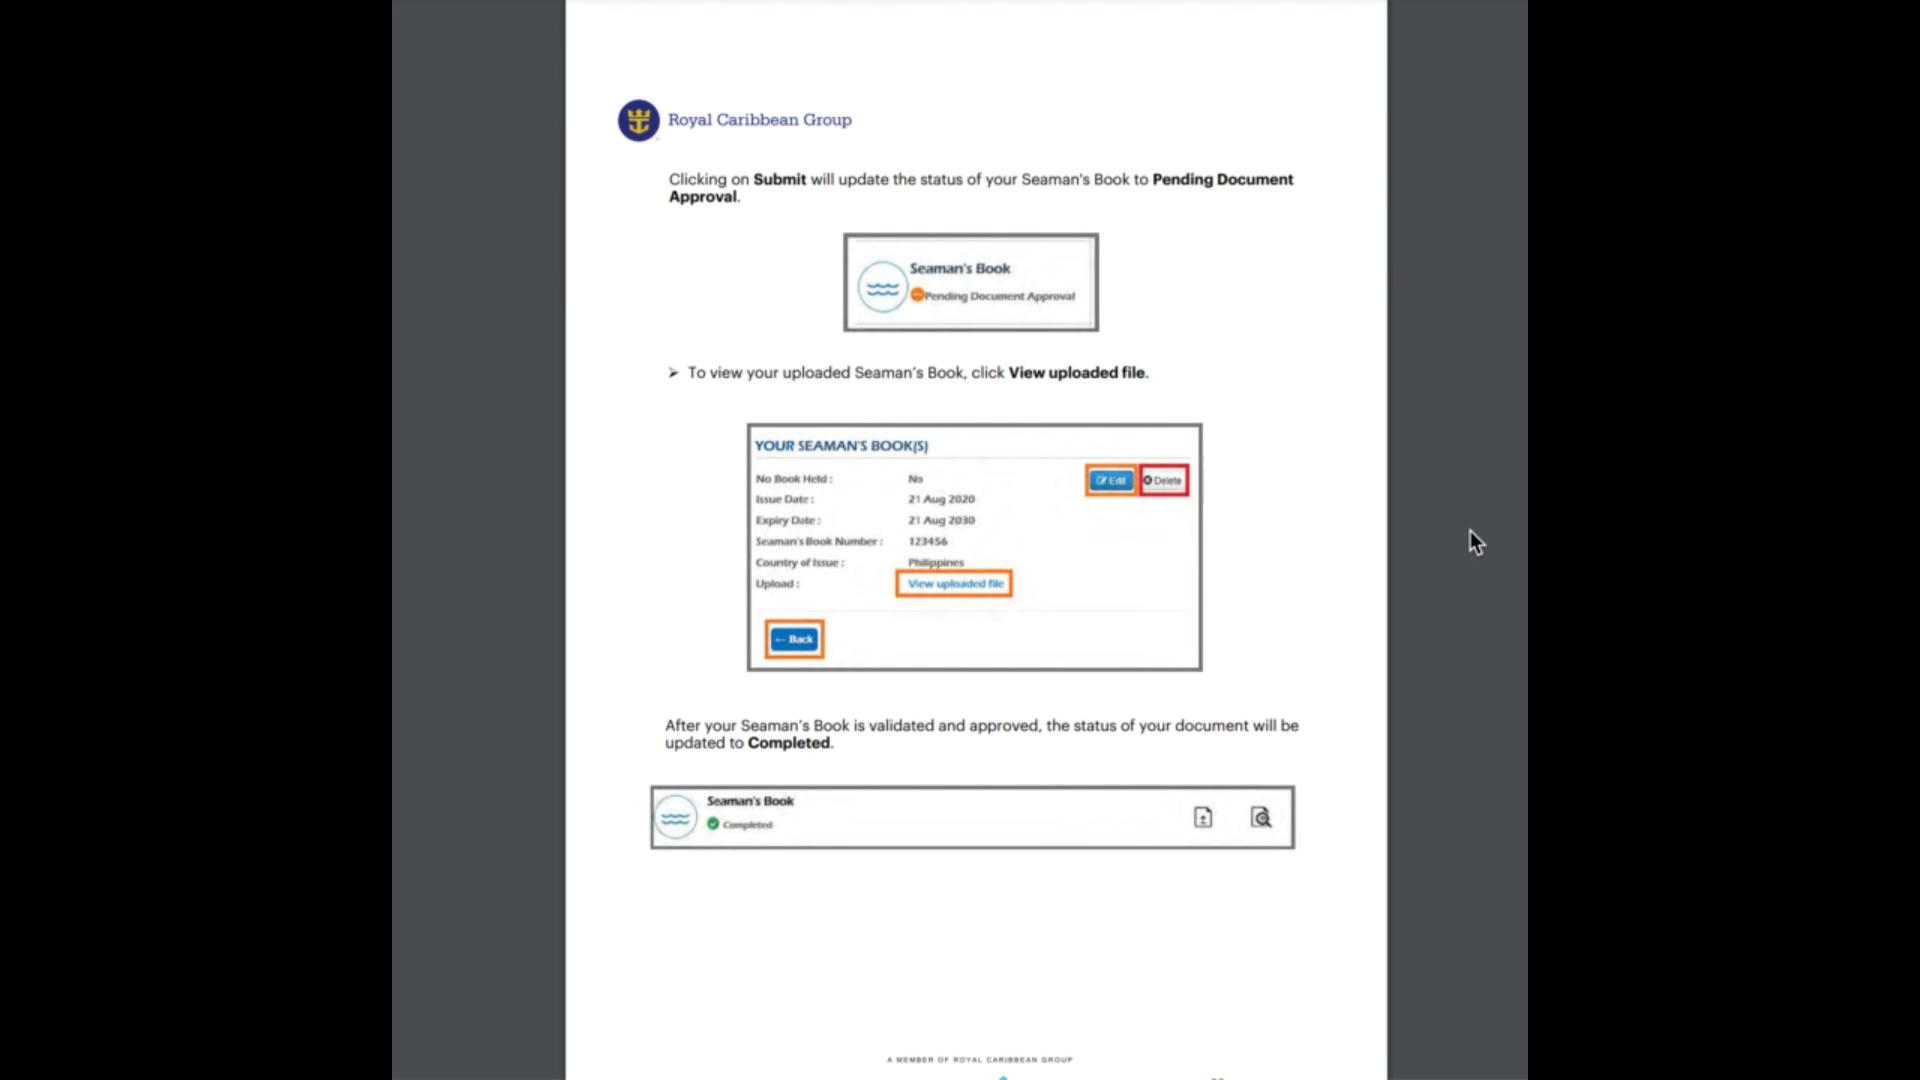 Royal Caribbean Group
Clicking on Submit will update the status of your Seaman's Book to Pending Document
Approval.
Seaman's Book
Pending Document Approval
➢ To view your uploaded Seaman's Book, click View uploaded file.
YOUR SEAMAN'S BOOK(S)
No Book Held : No
Edit Delete
Issue Date : 21 Aug 2020
Expiry Date : 21 Aug 2030
Seaman's Book Number : 123456
Country of Issue : Philippines
Upload : View uploaded file
← Back
After your Seaman's Book is validated and approved, the status of your document will be
updated to Completed.
Seaman's Book
Completed
A MEMBER OF ROYAL CARIBBEAN GROUP